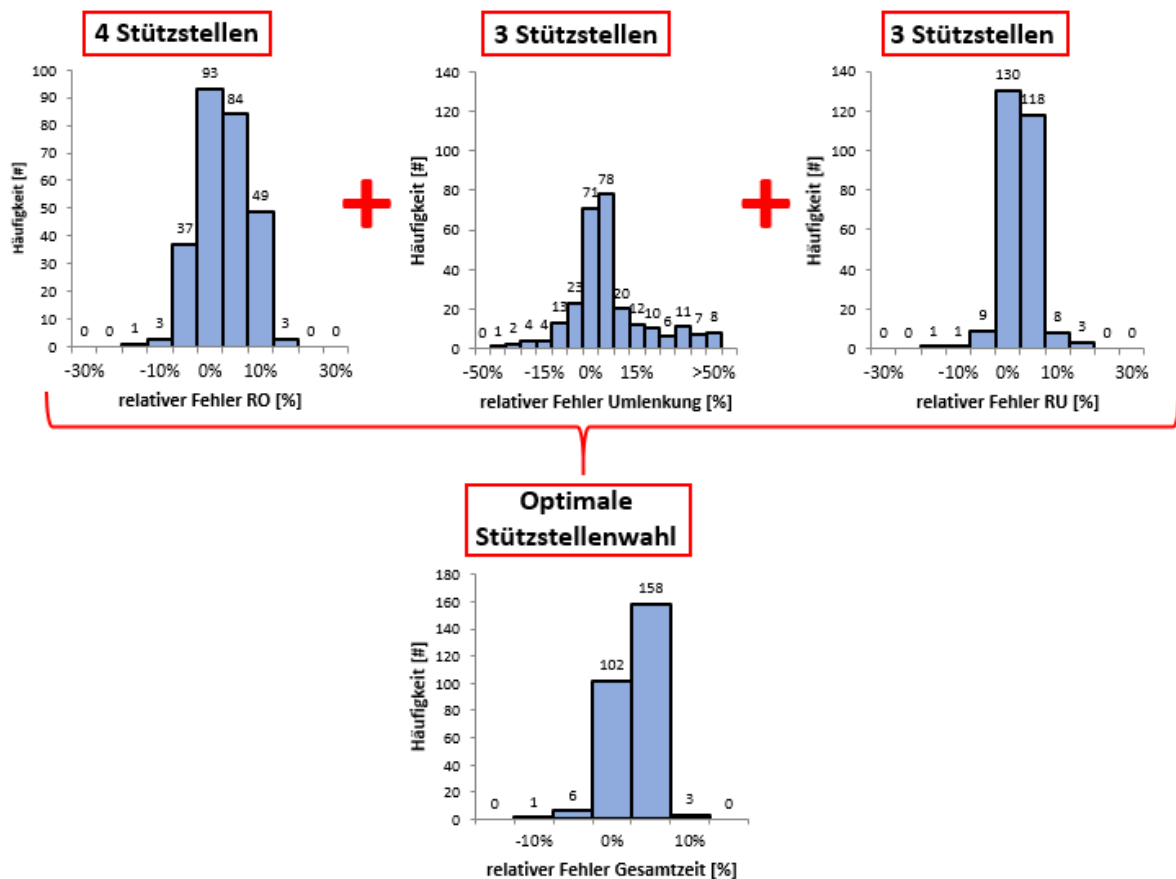 4 Stützstellen
100
90
80
70
60
50
40
30
20
10
0
Häufigkeit [#]
0 0 1 3 37 93 84 49 3 0 0
-30% -10% 0% 10% 30%
relativer Fehler RO [%]
3 Stützstellen
140
120
100
80
60
40
20
0
Häufigkeit [#]
0 1 2 4 4 13 23 71 78 20 12 10 6 11 7 8
-50% -15% 0% 15% >50%
relativer Fehler Umlenkung [%]
3 Stützstellen
140
120
100
80
60
40
20
0
Häufigkeit [#]
0 0 1 1 9 130 118 8 3 0 0
-30% -10% 0% 10% 30%
relativer Fehler RU [%]
Optimale
Stützstellenwahl
180
160
140
120
100
80
60
40
20
0
Häufigkeit [#]
0 1 6 102 158 3 0
-10% 0% 10%
relativer Fehler Gesamtzeit [%]